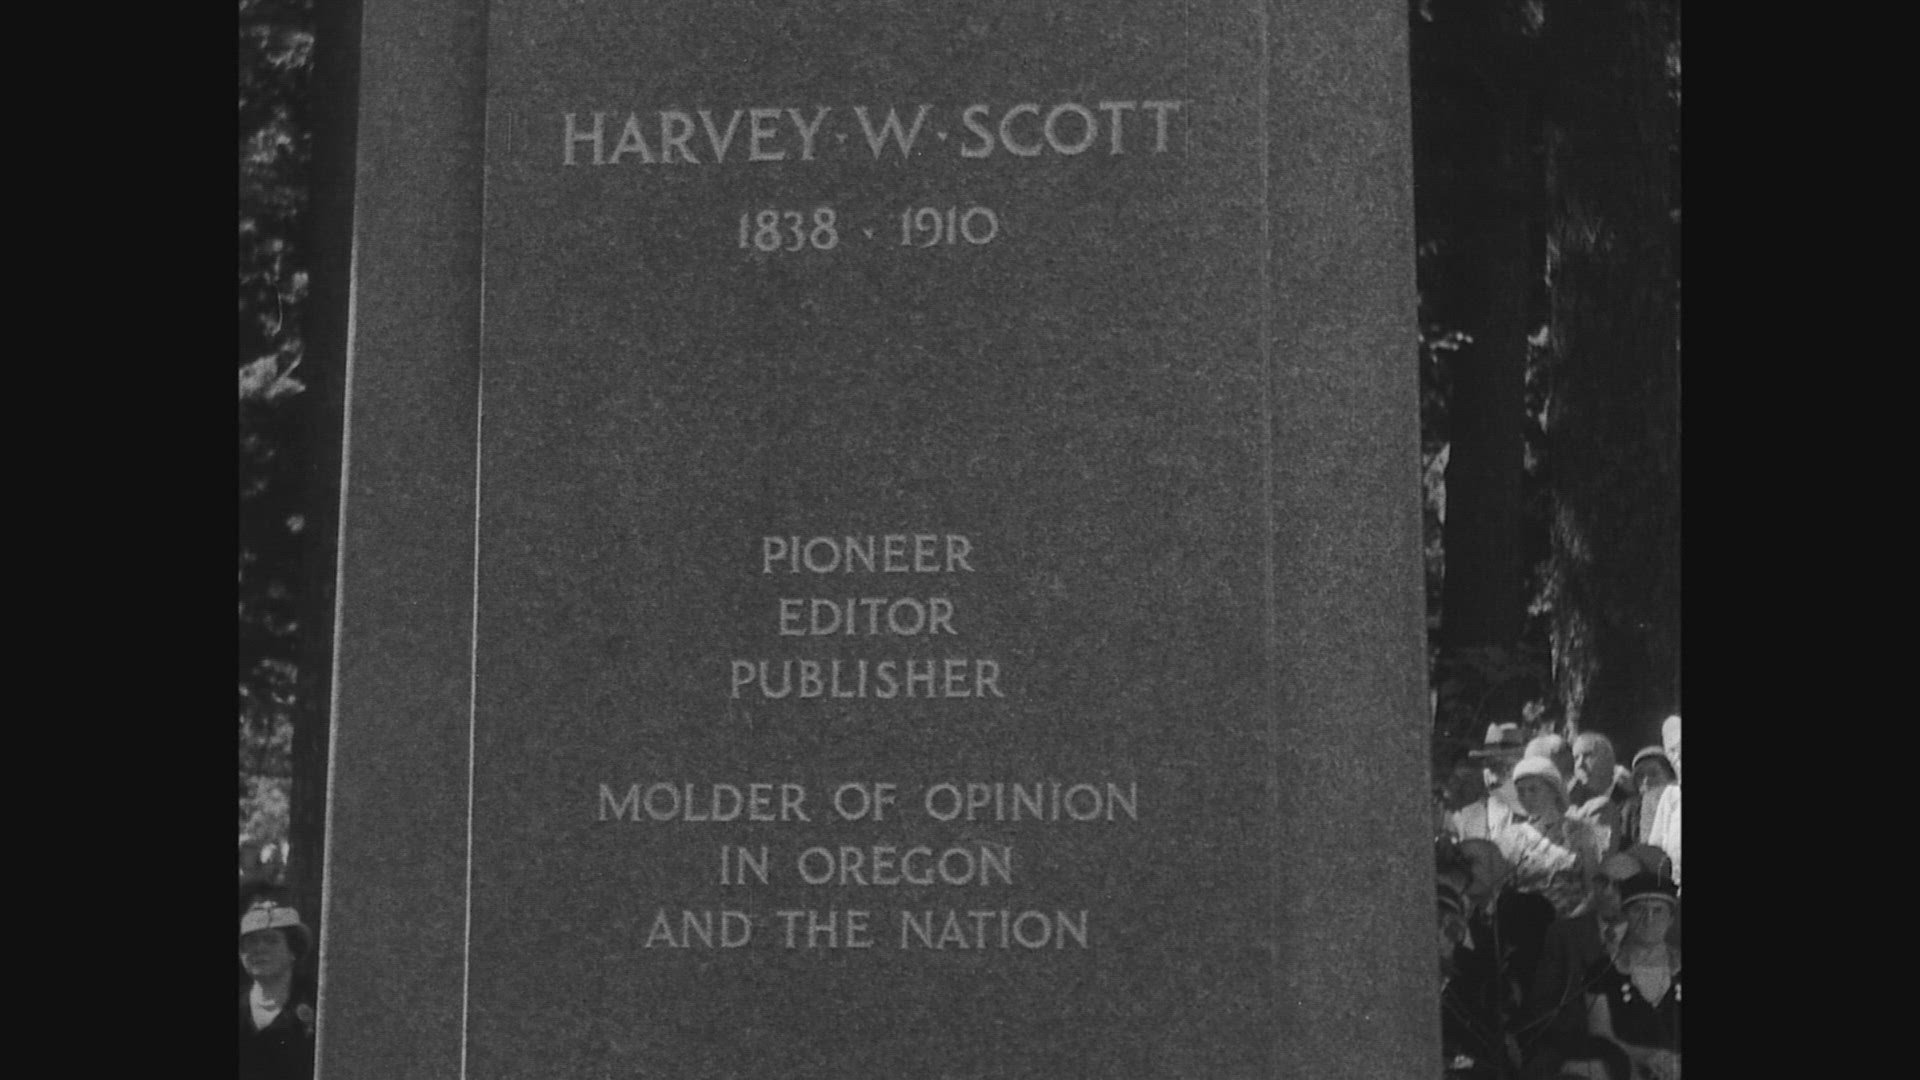 HARVEY · W · SCOTT
1838 · 1910
PIONEER
EDITOR
PUBLISHER
MOLDER OF OPINION
IN OREGON
AND THE NATION